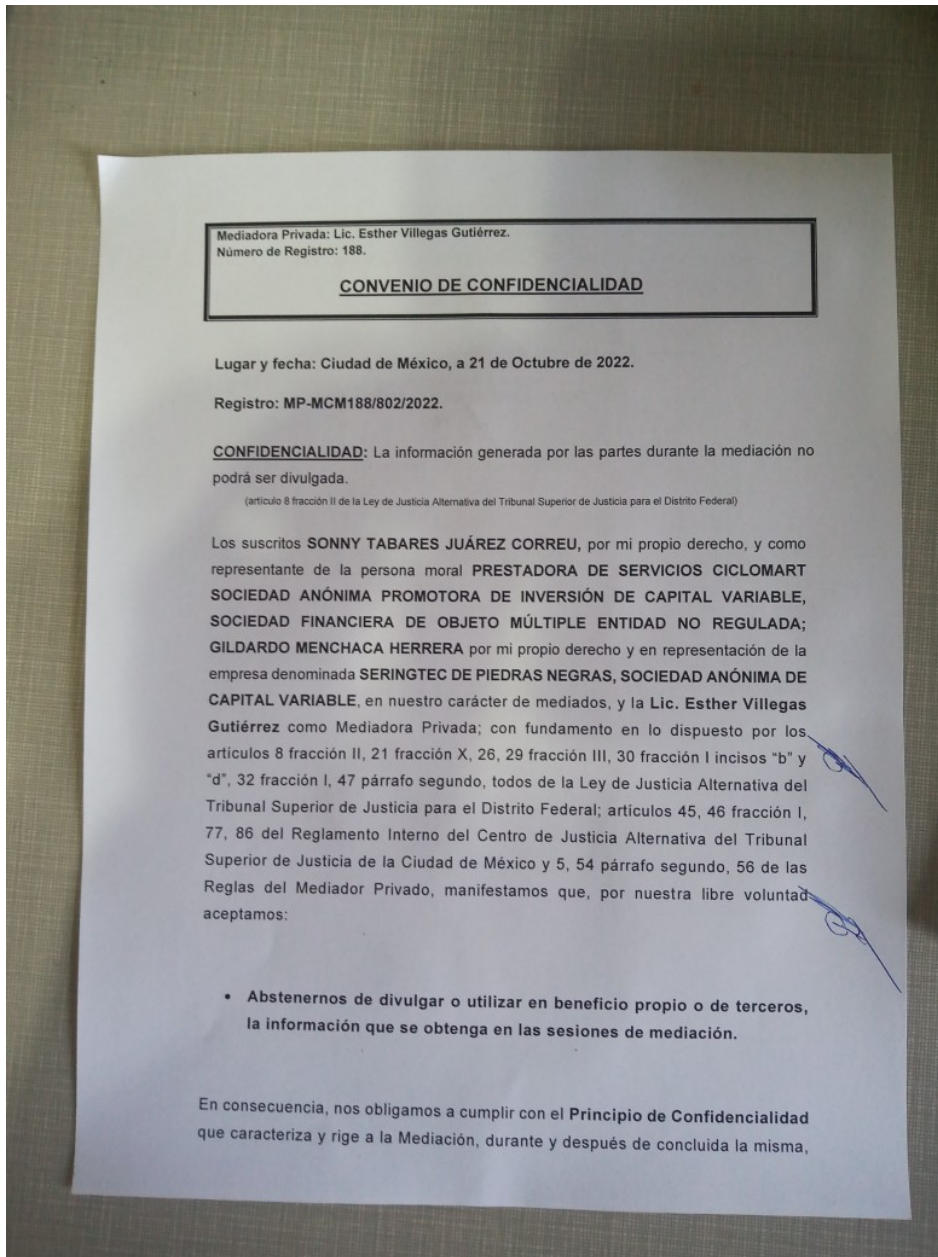 Mediadora Privada: Lic. Esther Villegas Gutiérrez.
Número de Registro: 188.
CONVENIO DE CONFIDENCIALIDAD
Lugar y fecha: Ciudad de México, a 21 de Octubre de 2022.
Registro: MP-MCM188/802/2022.
CONFIDENCIALIDAD: La información generada por las partes durante la mediación no
podrá ser divulgada.
(artículo 8 fracción II de la Ley de Justicia Alternativa del Tribunal Superior de Justicia para el Distrito Federal)
Los suscritos SONNY TABARES JUÁREZ CORREU, por mi propio derecho, y como
representante de la persona moral PRESTADORA DE SERVICIOS CICLOMART
SOCIEDAD ANÓNIMA PROMOTORA DE INVERSIÓN DE CAPITAL VARIABLE,
SOCIEDAD FINANCIERA DE OBJETO MÚLTIPLE ENTIDAD NO REGULADA;
GILDARDO MENCHACA HERRERA por mi propio derecho y en representación de la
empresa denominada SERINGTEC DE PIEDRAS NEGRAS, SOCIEDAD ANÓNIMA DE
CAPITAL VARIABLE, en nuestro carácter de mediados, y la Lic. Esther Villegas
Gutiérrez como Mediadora Privada; con fundamento en lo dispuesto por los
artículos 8 fracción II, 21 fracción X, 26, 29 fracción III, 30 fracción I incisos "b" y
"d", 32 fracción I, 47 párrafo segundo, todos de la Ley de Justicia Alternativa del
Tribunal Superior de Justicia para el Distrito Federal; artículos 45, 46 fracción I,
77, 86 del Reglamento Interno del Centro de Justicia Alternativa del Tribunal
Superior de Justicia de la Ciudad de México y 5, 54 párrafo segundo, 56 de las
Reglas del Mediador Privado, manifestamos que, por nuestra libre voluntad
aceptamos:
• Abstenernos de divulgar o utilizar en beneficio propio o de terceros,
la información que se obtenga en las sesiones de mediación.
En consecuencia, nos obligamos a cumplir con el Principio de Confidencialidad
que caracteriza y rige a la Mediación, durante y después de concluida la misma,